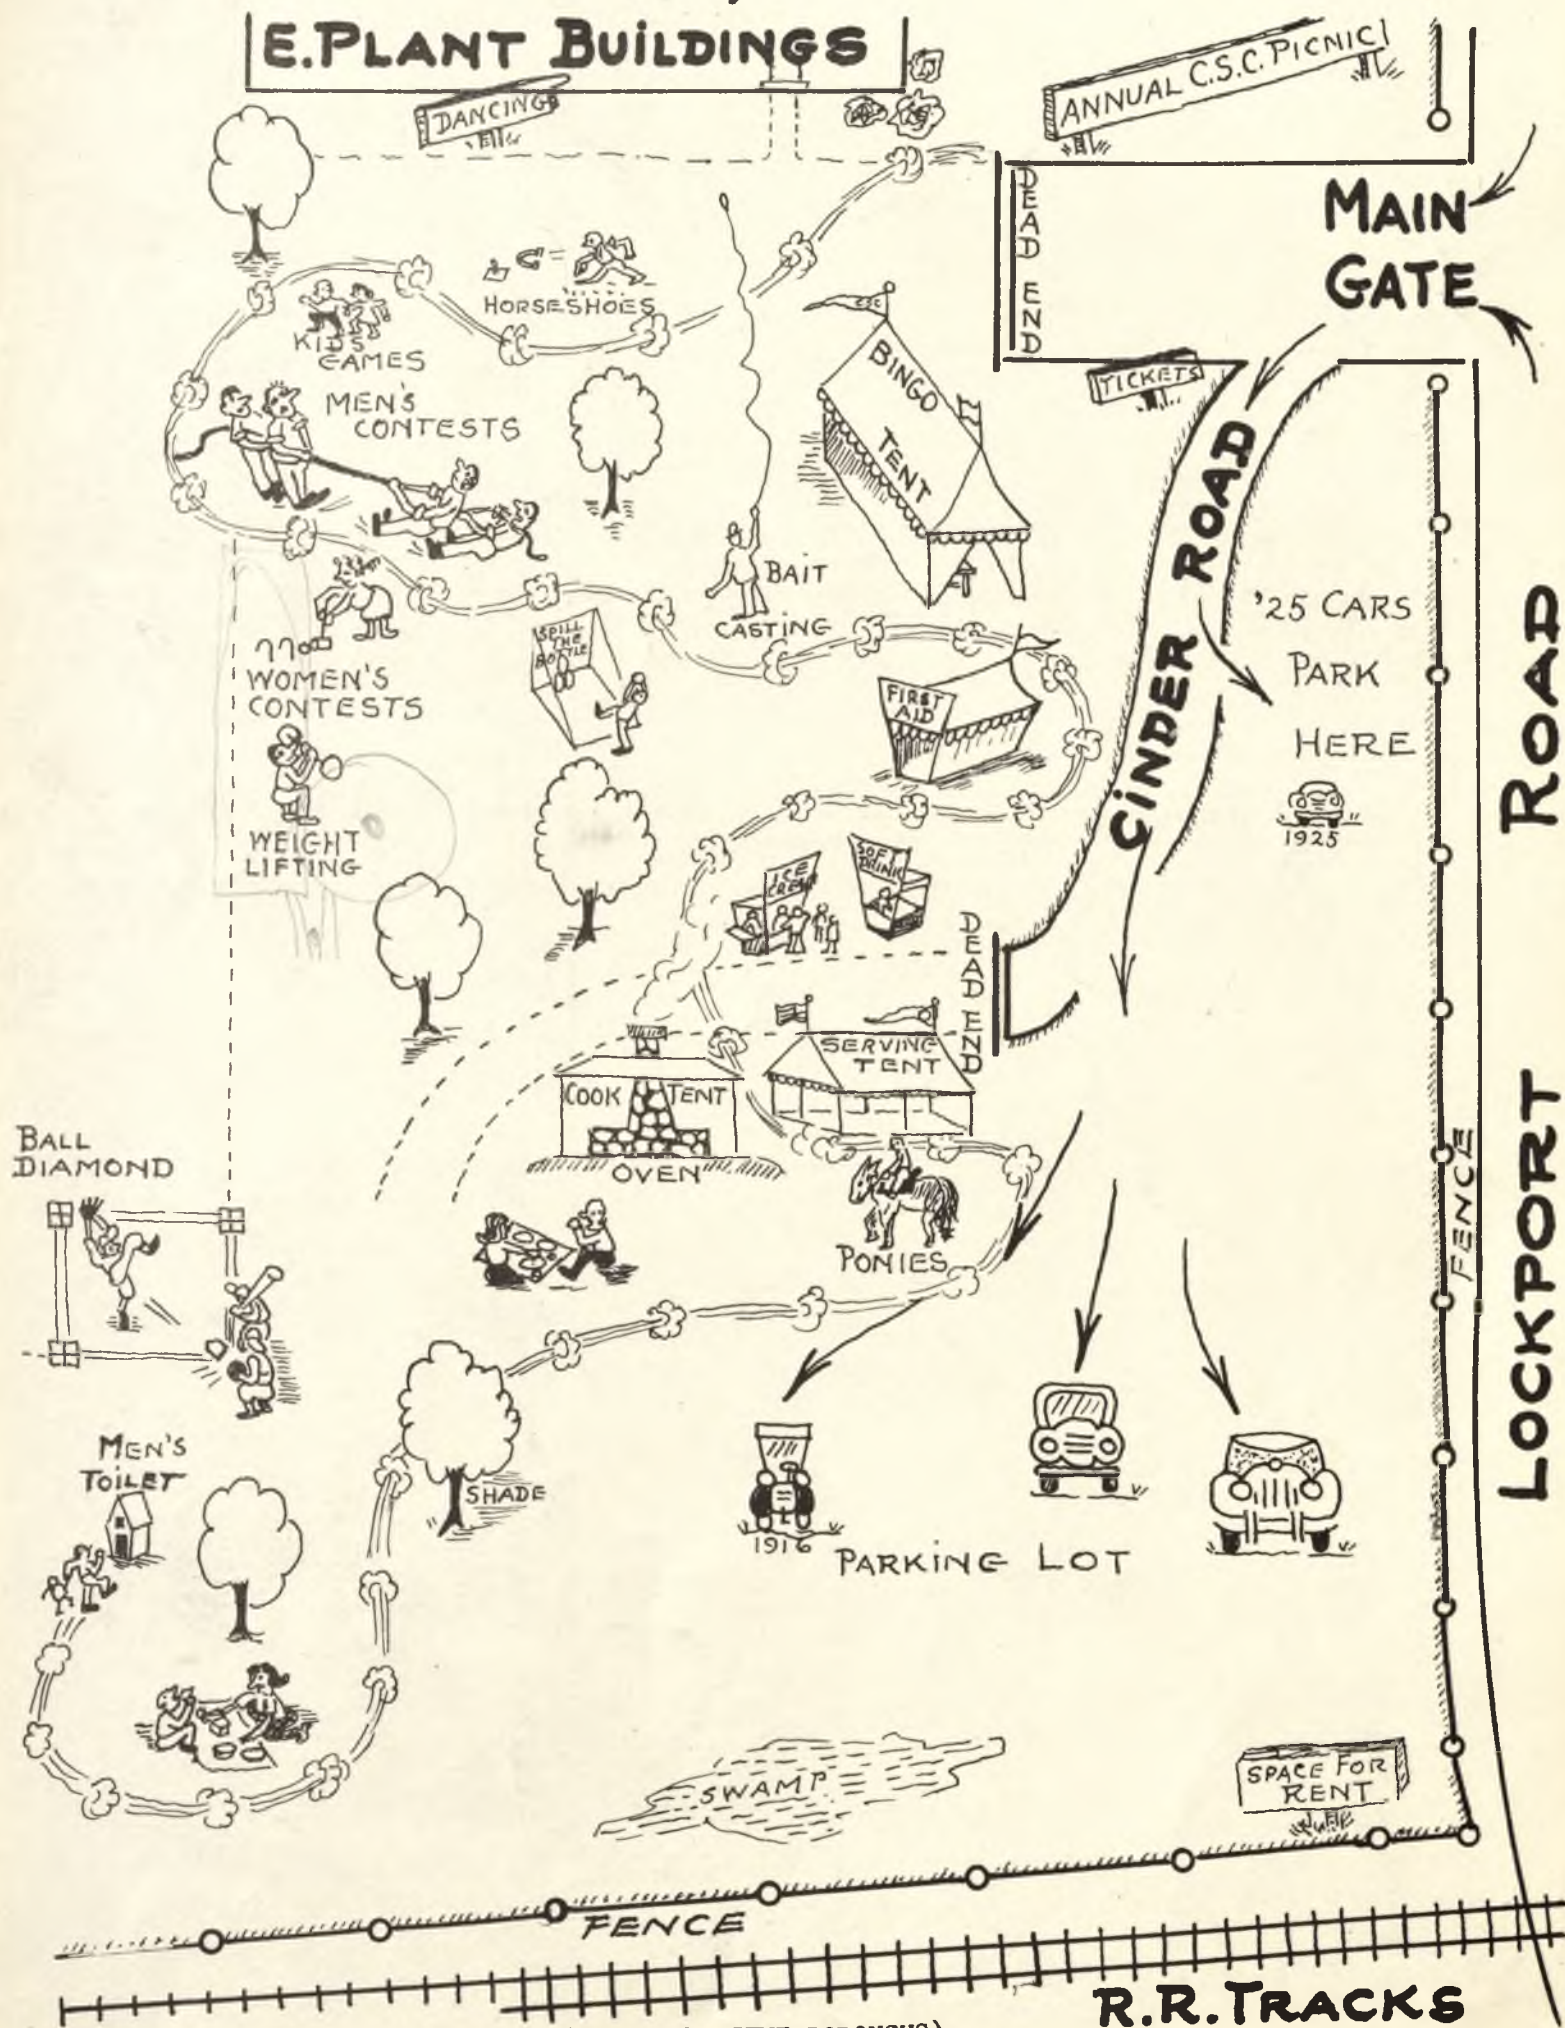 E. PLANT BUILDINGS
DANCING
ANNUAL C.S.C. PICNIC
DEAD END
MAIN
GATE
HORSESHOES
KIDS
GAMES
CSC
BINGO
TENT
TICKETS
MEN'S
CONTESTS
CINDER ROAD
BAIT
CASTING
'25 CARS
PARK
HERE
1925
SPILL
THE
BOTTLE
WOMEN'S
CONTESTS
FIRST
AID
WEIGHT
LIFTING
ICE
CREAM
SOFT
DRINK
DEAD END
SERVING
TENT
COOK TENT
OVEN
PONIES
BALL
DIAMOND
FENCE
LOCKPORT ROAD
MEN'S
TOILET
SHADE
1916
PARKING LOT
SWAMP
SPACE FOR
RENT
FENCE
R.R. TRACKS